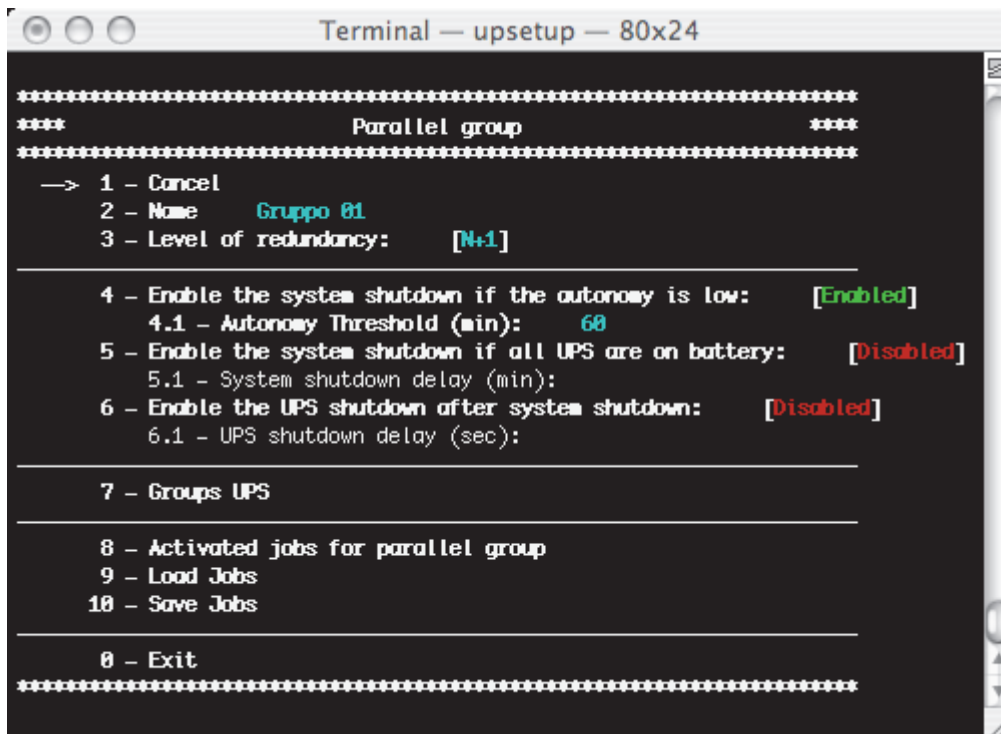 Terminal — upsetup — 80x24
**********************************************************************
**** Parallel group ****
**********************************************************************
—> 1 – Cancel
2 – Name Gruppo 01
3 – Level of redundancy: [N+1]
4 – Enable the system shutdown if the autonomy is low: [Enabled]
4.1 – Autonomy Threshold (min): 60
5 – Enable the system shutdown if all UPS are on battery: [Disabled]
5.1 – System shutdown delay (min):
6 – Enable the UPS shutdown after system shutdown: [Disabled]
6.1 – UPS shutdown delay (sec):
7 – Groups UPS
8 – Activated jobs for parallel group
9 – Load Jobs
10 – Save Jobs
0 – Exit
**********************************************************************